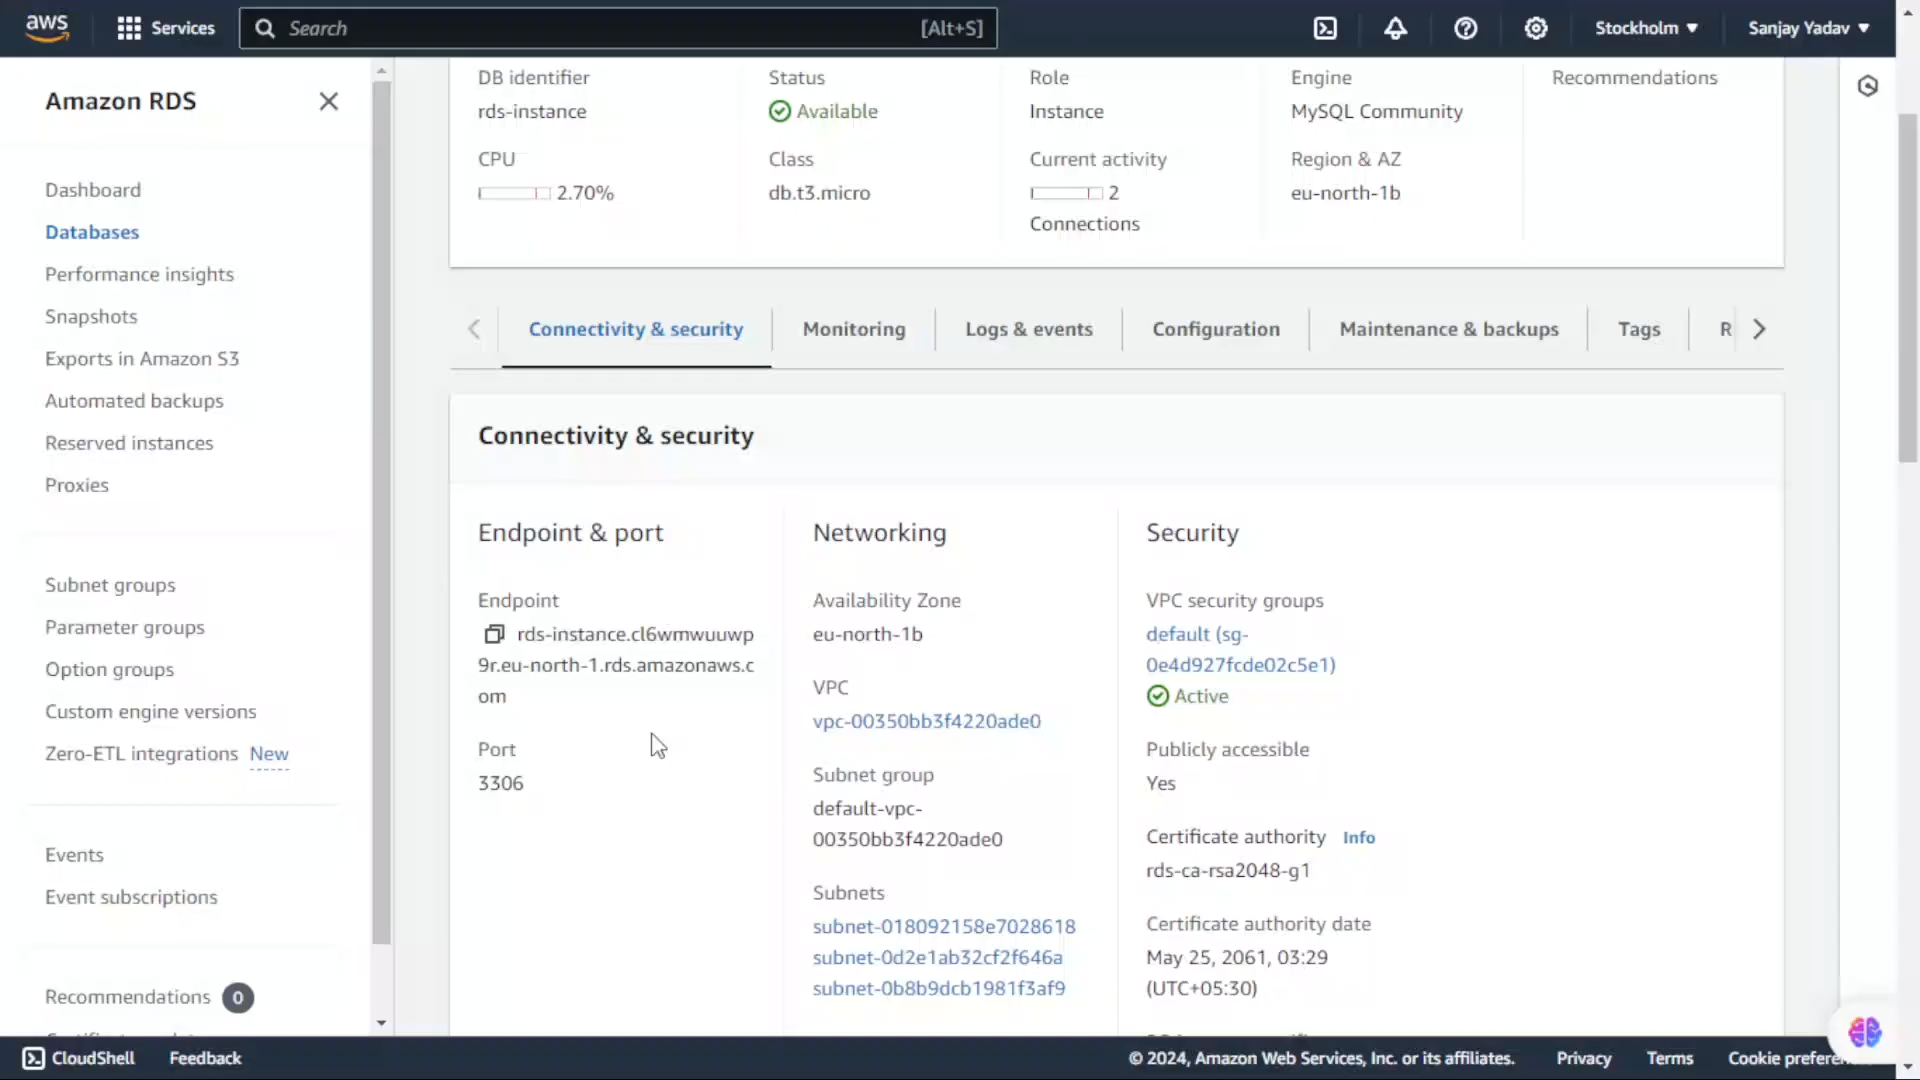 aws
Services
Search
[Alt+S]
Stockholm ▼
Sanjay Yadav ▼
Amazon RDS
Dashboard
Databases
Performance insights
Snapshots
Exports in Amazon S3
Automated backups
Reserved instances
Proxies
Subnet groups
Parameter groups
Option groups
Custom engine versions
Zero-ETL integrations New
Events
Event subscriptions
Recommendations 0
DB identifier
rds-instance
Status
Available
Role
Instance
Engine
MySQL Community
Recommendations
CPU
2.70%
Class
db.t3.micro
Current activity
2
Connections
Region & AZ
eu-north-1b
Connectivity & security
Monitoring
Logs & events
Configuration
Maintenance & backups
Tags
R
Connectivity & security
Endpoint & port
Endpoint
rds-instance.cl6wmwuuwp
9r.eu-north-1.rds.amazonaws.c
om
Port
3306
Networking
Availability Zone
eu-north-1b
VPC
vpc-00350bb3f4220ade0
Subnet group
default-vpc-
00350bb3f4220ade0
Subnets
subnet-018092158e7028618
subnet-0d2e1ab32cf2f646a
subnet-0b8b9dcb1981f3af9
Security
VPC security groups
default (sg-
0e4d927fcde02c5e1)
Active
Publicly accessible
Yes
Certificate authority Info
rds-ca-rsa2048-g1
Certificate authority date
May 25, 2061, 03:29
(UTC+05:30)
CloudShell
Feedback
© 2024, Amazon Web Services, Inc. or its affiliates.
Privacy
Terms
Cookie prefere